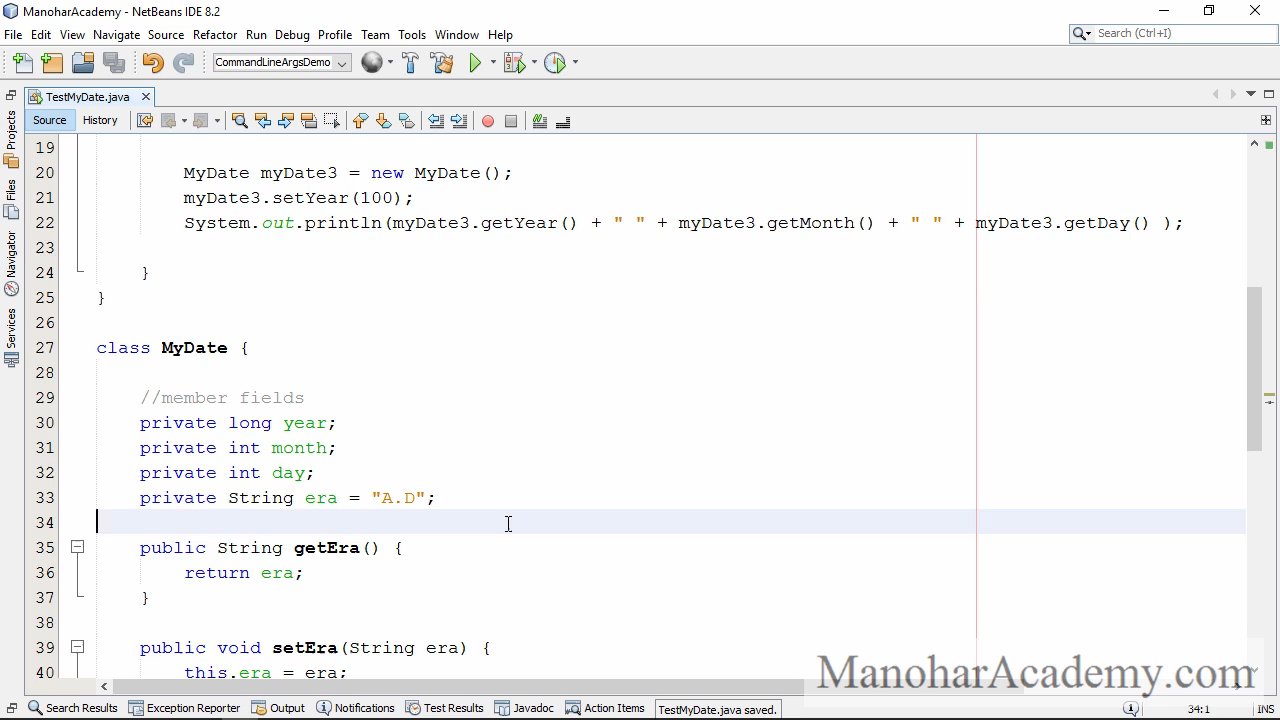 ManoharAcademy - NetBeans IDE 8.2
File Edit View Navigate Source Refactor Run Debug Profile Team Tools Window Help
Search (Ctrl+I)
CommandLineArgsDemo
TestMyDate.java
Source History
Projects
Files
Navigator
Services
19
20 MyDate myDate3 = new MyDate();
21 myDate3.setYear(100);
22 System.out.println(myDate3.getYear() + " " + myDate3.getMonth() + " " + myDate3.getDay() );
23
24 }
25 }
26
27 class MyDate {
28
29 //member fields
30 private long year;
31 private int month;
32 private int day;
33 private String era = "A.D";
34
35 public String getEra() {
36 return era;
37 }
38
39 public void setEra(String era) {
40 this.era = era;
ManoharAcademy.com
Search Results Exception Reporter Output Notifications Test Results Javadoc Action Items TestMyDate.java saved. 34:1 INS